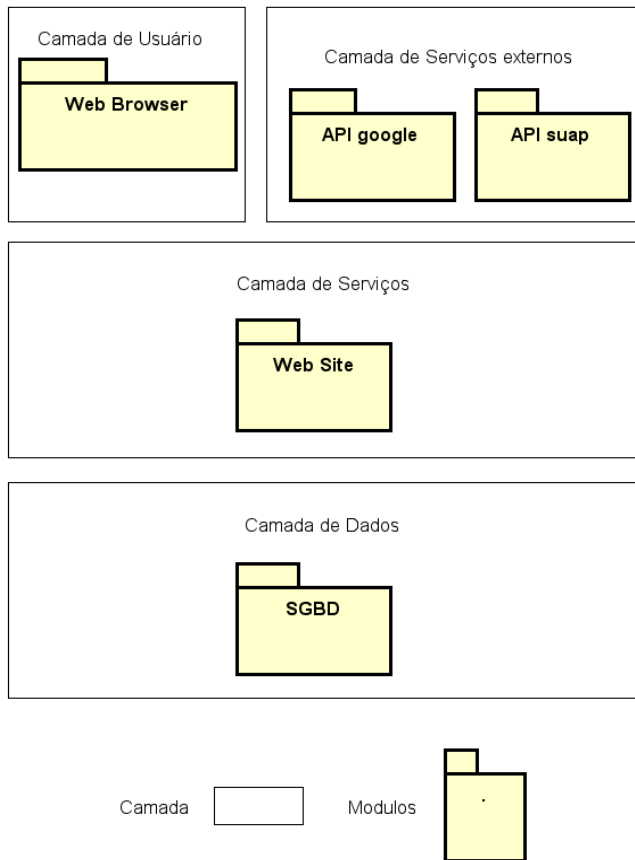 Camada de Usuário
Web Browser
Camada de Serviços externos
API google
API suap
Camada de Serviços
Web Site
Camada de Dados
SGBD
Camada
Modulos
.